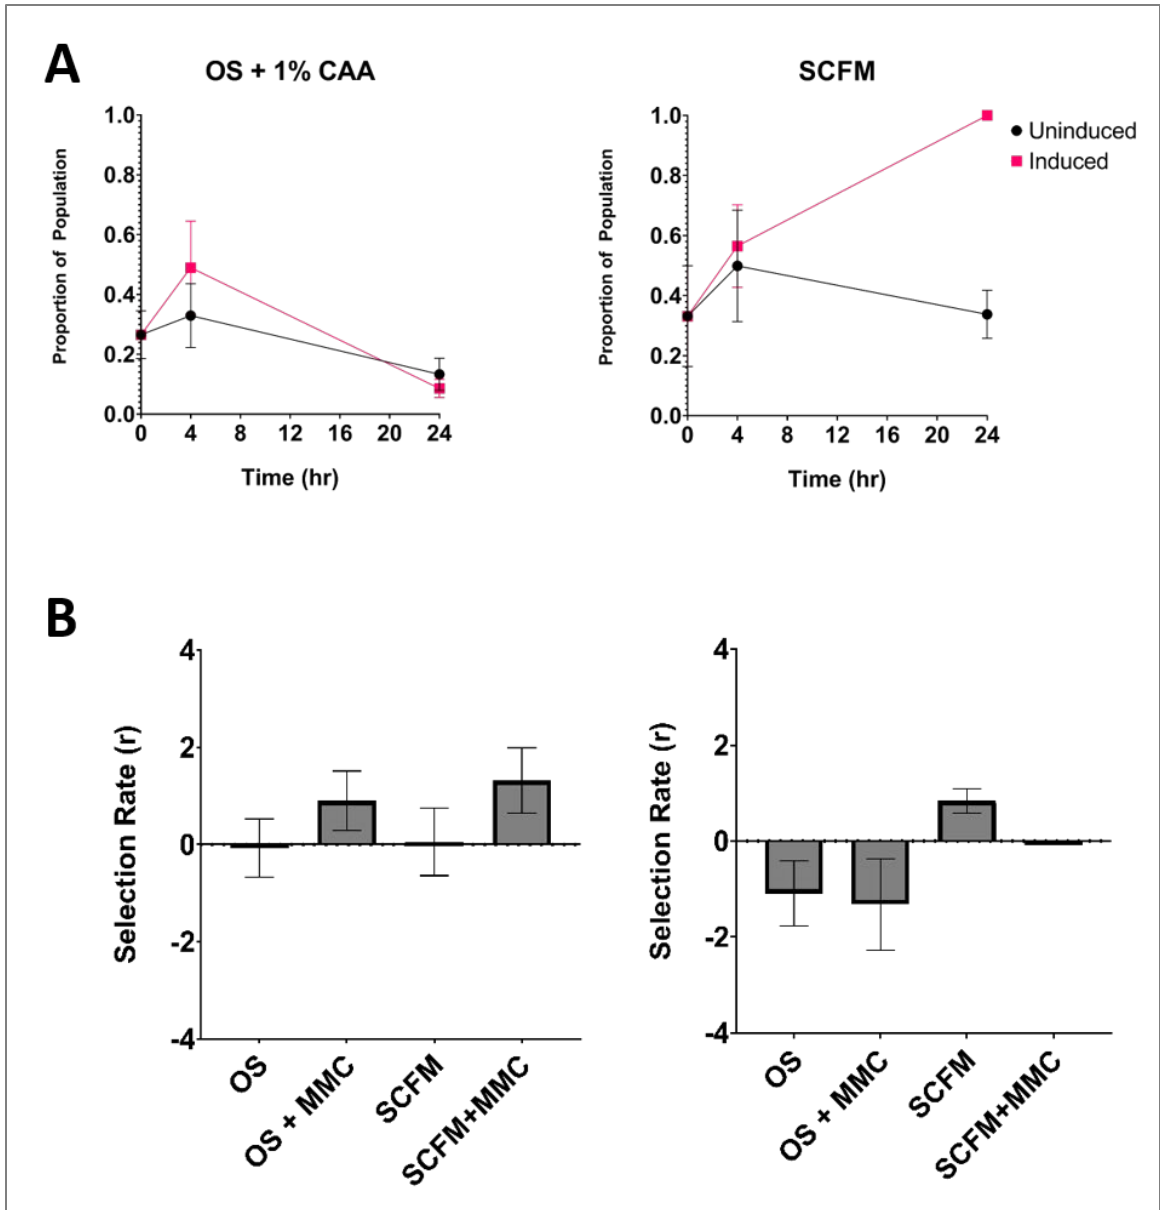 A
OS + 1% CAA
SCFM
1.0
0.8
0.6
0.4
0.2
0.0
Proportion of Population
0 4 8 12 16 20 24
Time (hr)
1.0
0.8
0.6
0.4
0.2
0.0
Proportion of Population
0 4 8 12 16 20 24
Time (hr)
Uninduced
Induced
B
4
2
0
-2
-4
Selection Rate (r)
OS
OS + MMC
SCFM
SCFM+MMC
4
2
0
-2
-4
Selection Rate (r)
OS
OS + MMC
SCFM
SCFM+MMC